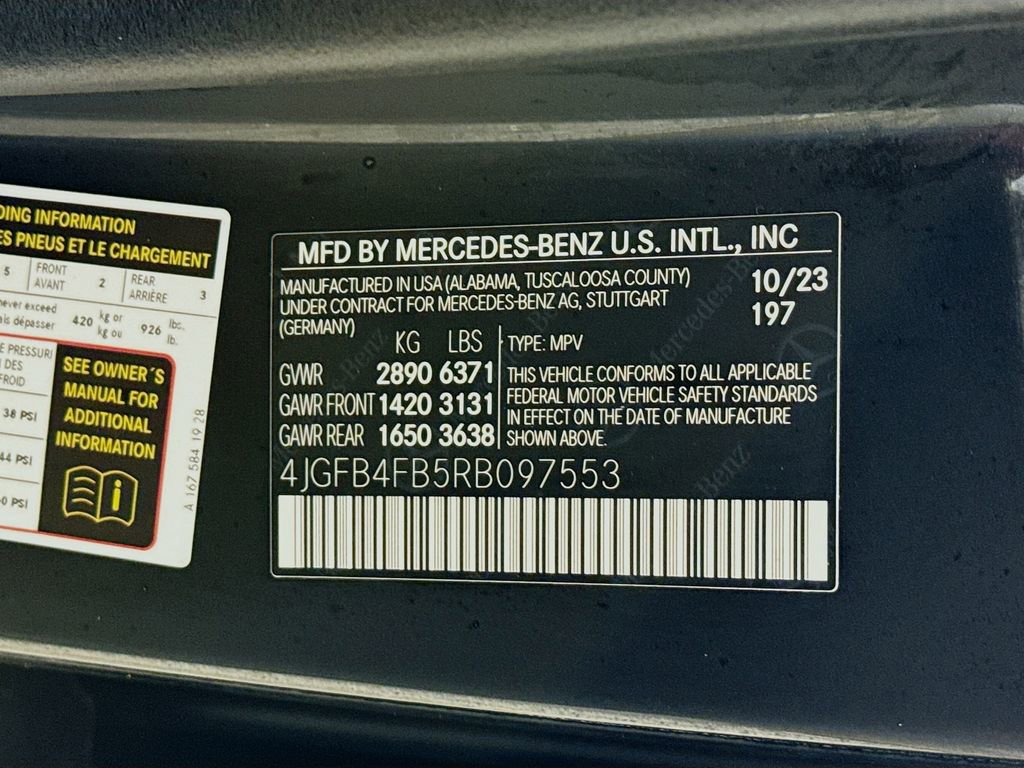 DING INFORMATION
ES PNEUS ET LE CHARGEMENT
5 FRONT AVANT 2 REAR ARRIÈRE 3
never exceed
ais dépasser 420 kg or kg ou 926 lbs. lb.
E PRESSURE
DES
FROID
38 PSI
44 PSI
0 PSI
SEE OWNER´S
MANUAL FOR
ADDITIONAL
INFORMATION
i
A 167 584 19 28
MFD BY MERCEDES-BENZ U.S. INTL., INC
MANUFACTURED IN USA (ALABAMA, TUSCALOOSA COUNTY)
UNDER CONTRACT FOR MERCEDES-BENZ AG, STUTTGART
(GERMANY)
10/23
197
KG LBS
GVWR 2890 6371
GAWR FRONT 1420 3131
GAWR REAR 1650 3638
TYPE: MPV
THIS VEHICLE CONFORMS TO ALL APPLICABLE
FEDERAL MOTOR VEHICLE SAFETY STANDARDS
IN EFFECT ON THE DATE OF MANUFACTURE
SHOWN ABOVE.
4JGFB4FB5RB097553